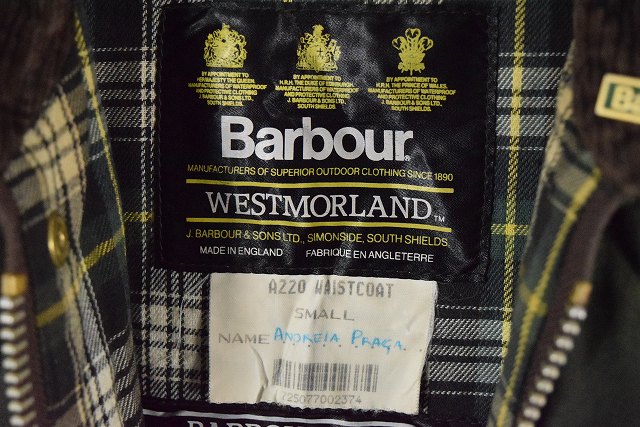 BY APPOINTMENT TO
HER MAJESTY THE QUEEN
MANUFACTURERS OF WATERPROOF
AND PROTECTIVE CLOTHING
J. BARBOUR & SONS LTD.,
SOUTH SHIELDS.
BY APPOINTMENT TO
H.R.H. THE DUKE OF EDINBURGH
MANUFACTURERS OF WATERPROOF
AND PROTECTIVE CLOTHING
J. BARBOUR & SONS LTD.,
SOUTH SHIELDS.
BY APPOINTMENT TO
H.R.H. THE PRINCE OF WALES,
MANUFACTURERS OF WATERPROOF
AND PROTECTIVE CLOTHING
J. BARBOUR & SONS LTD.,
SOUTH SHIELDS.
Barbour®
MANUFACTURERS OF SUPERIOR OUTDOOR CLOTHING SINCE 1890
WESTMORLAND™
J. BARBOUR & SONS LTD., SIMONSIDE, SOUTH SHIELDS.
MADE IN ENGLAND FABRIQUE EN ANGLETERRE
A220 WAISTCOAT
SMALL
NAME ANDREIA PRAGA
725077002374